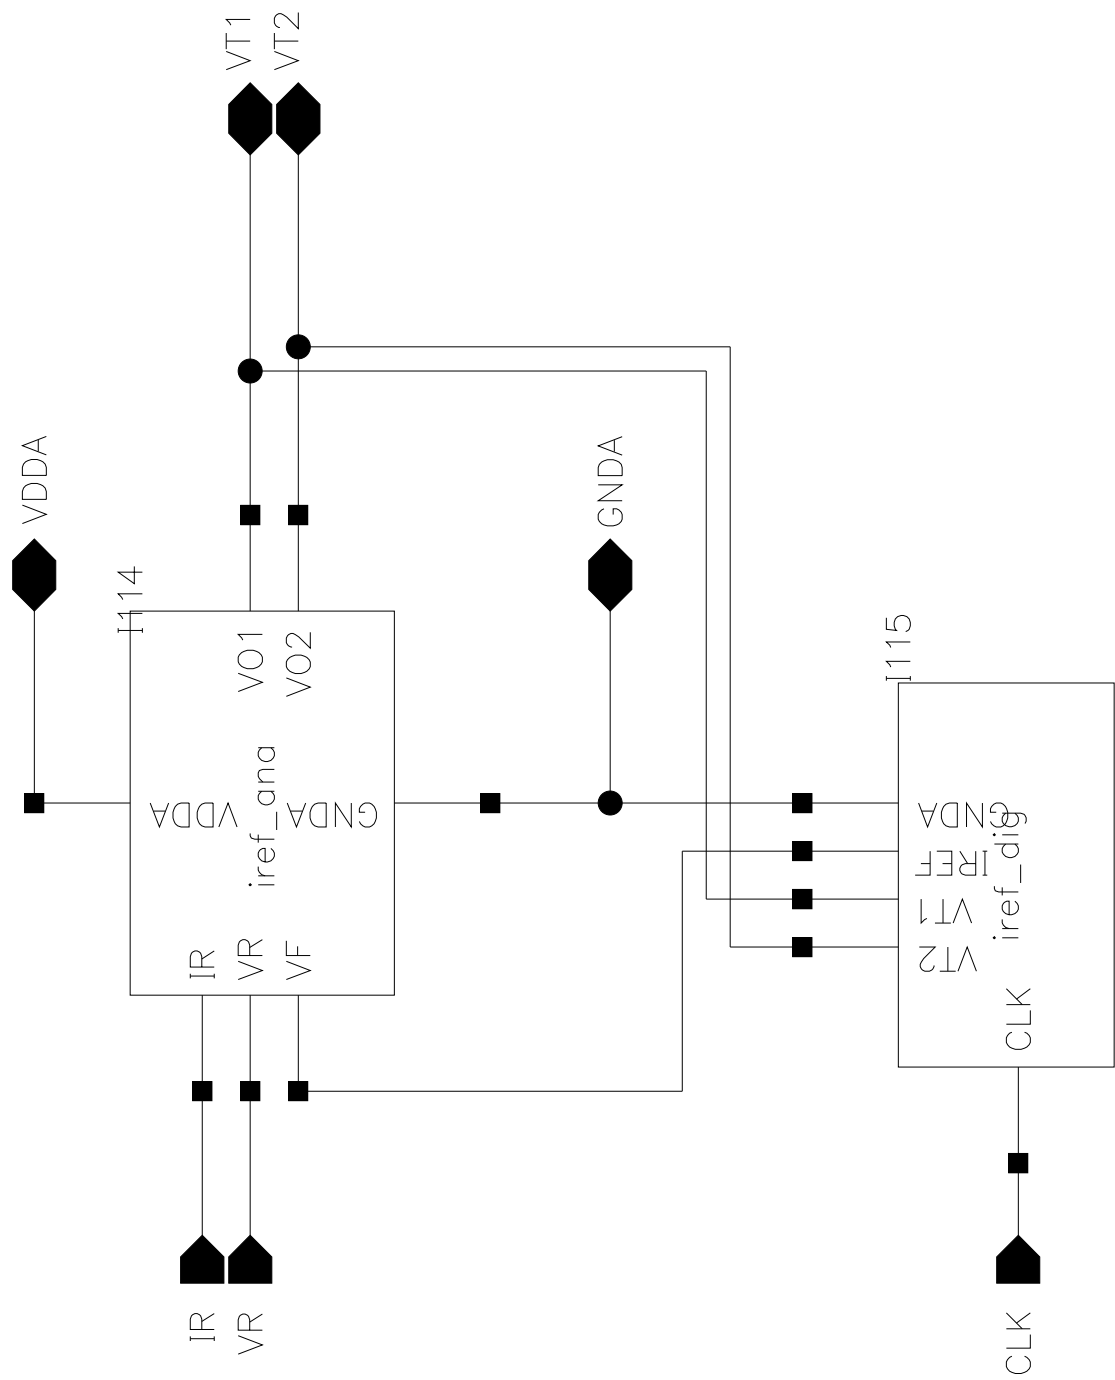 VT1
VT2
VDDA
GNDA
I114
VO1
VO2
iref_ana
VDDA
GNDA
IR
VR
VF
I115
GNDA
IREF
VT1
VT2
iref_dig
CLK
IR
VR
CLK